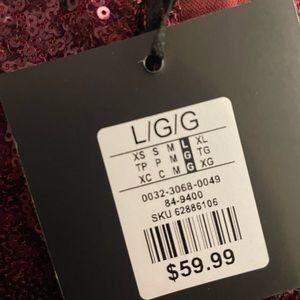 L/G/G
XS S M L XL
TP P M G TG
XC C M G XG
0032-3068-0049
84-9400
SKU 62886106
$59.99